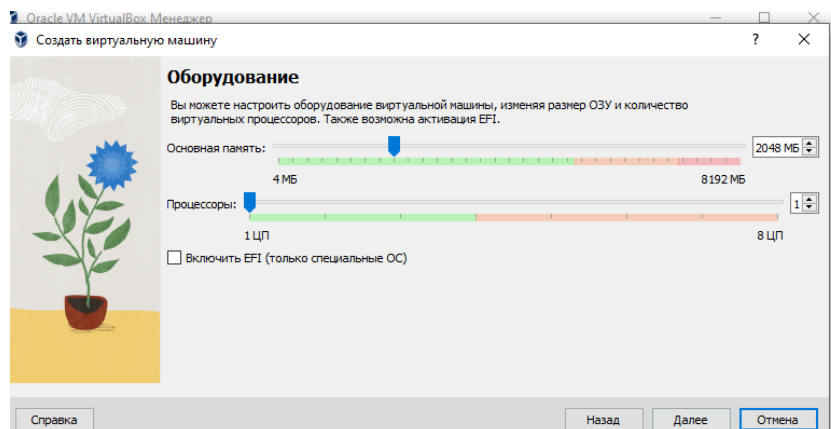 Oracle VM VirtualBox Менеджер
Создать виртуальную машину
?
Оборудование
Вы можете настроить оборудование виртуальной машины, изменяя размер ОЗУ и количество
виртуальных процессоров. Также возможна активация EFI.
Основная память: 2048 МБ
4 МБ 8192 МБ
Процессоры: 1
1 ЦП 8 ЦП
Включить EFI (только специальные ОС)
Справка Назад Далее Отмена